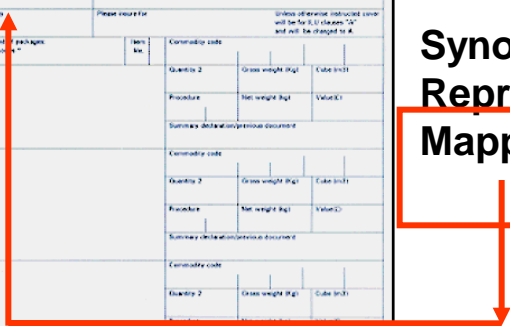 Please insure for
Unless otherwise instructed cover
will be for ILU clauses "A"
and will be charged to A.
packages
Item
No.
Commodity code
Quantity 2 Gross weight (Kg) Cube (m3)
Procedure Net weight (Kg) Value(£)
Summary declaration/previous document
Commodity code
Quantity 2 Gross weight (Kg) Cube (m3)
Procedure Net weight (Kg) Value(£)
Summary declaration/previous document
Commodity code
Quantity 2 Gross weight (Kg) Cube (m3)
Syno
Repr
Mapp